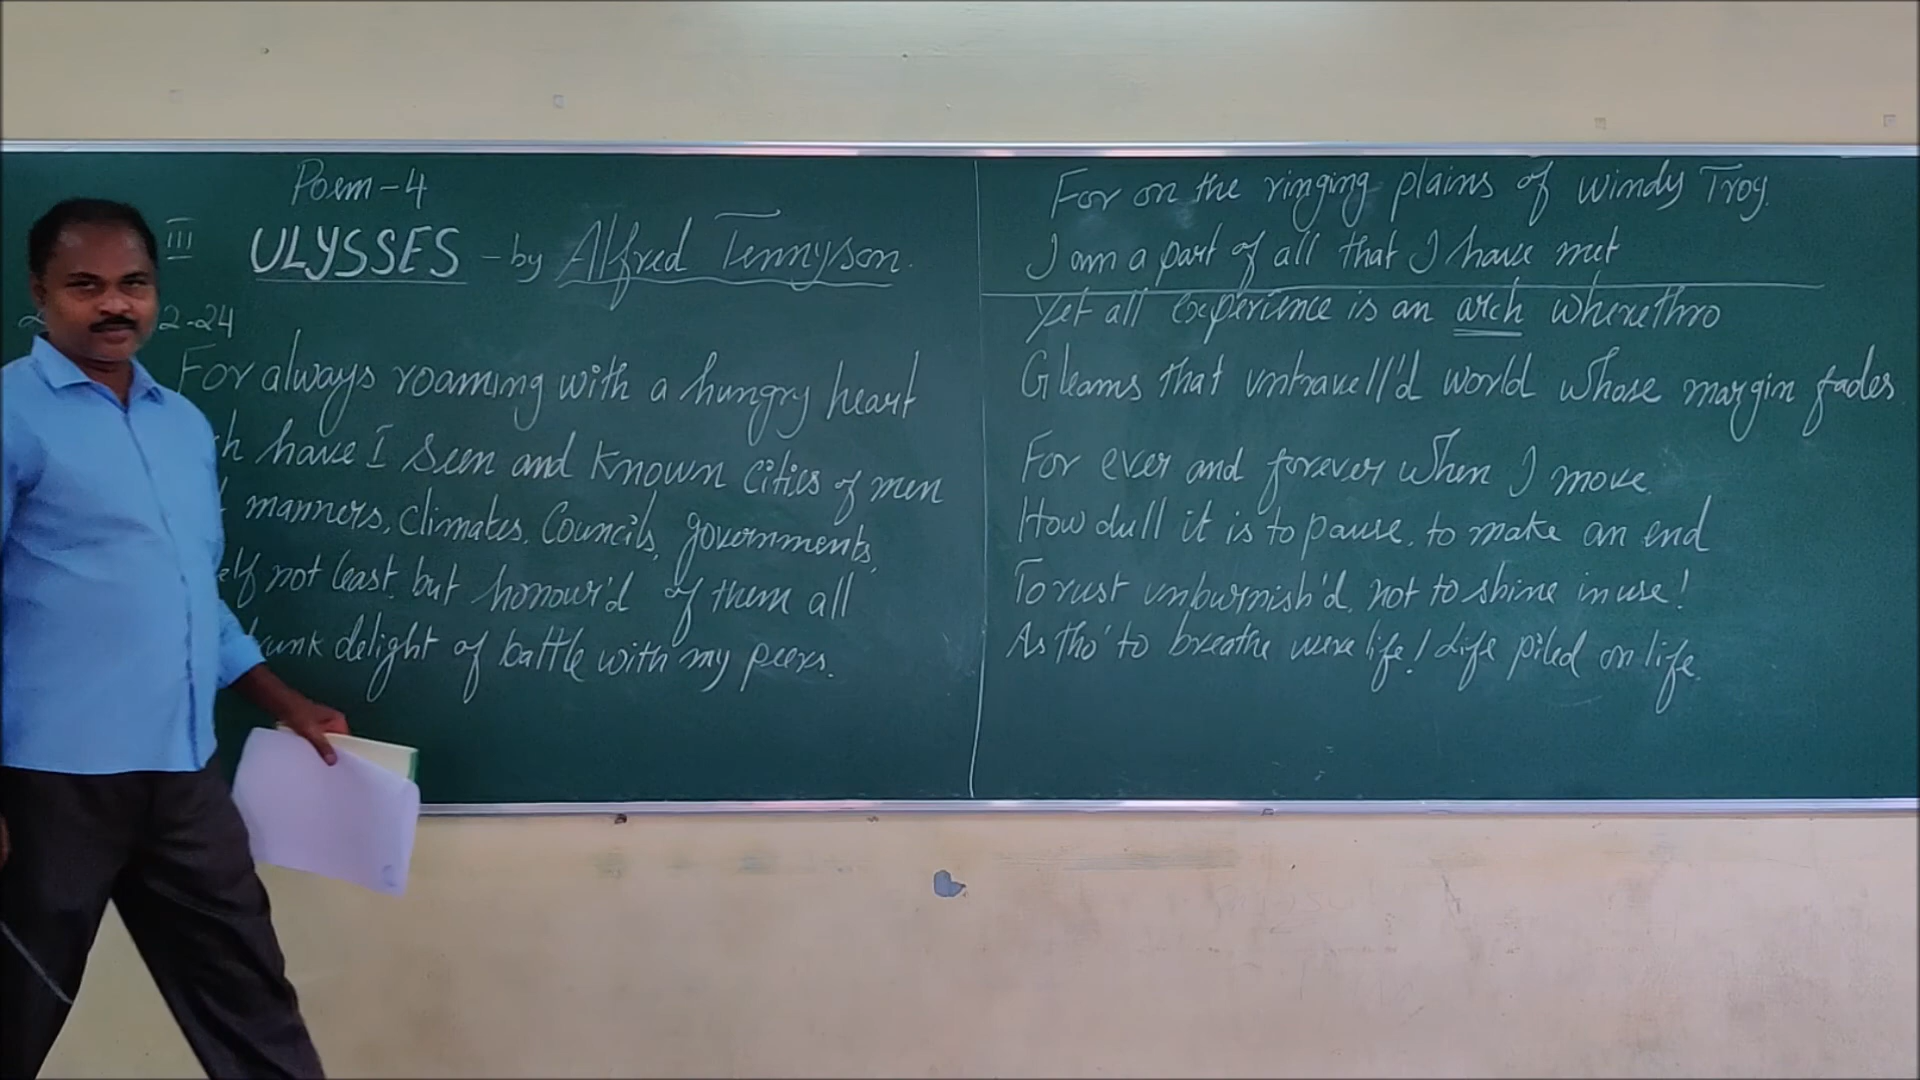 Poem-4
III
ULYSSES - by Alfred Tennyson.
2-24
For always roaming with a hungry heart
have I seen and known cities of men
manners, climates, councils, governments,
not least, but honour'd of them all
delight of battle with my peers.
For on the ringing plains of windy Troy.
I am a part of all that I have met
Yet all experience is an arch wherethro
Gleams that untravell'd world whose margin fades.
For ever and forever when I move.
How dull it is to pause, to make an end
To rust unburnish'd, not to shine in use!
As tho' to breathe were life! Life piled on life.